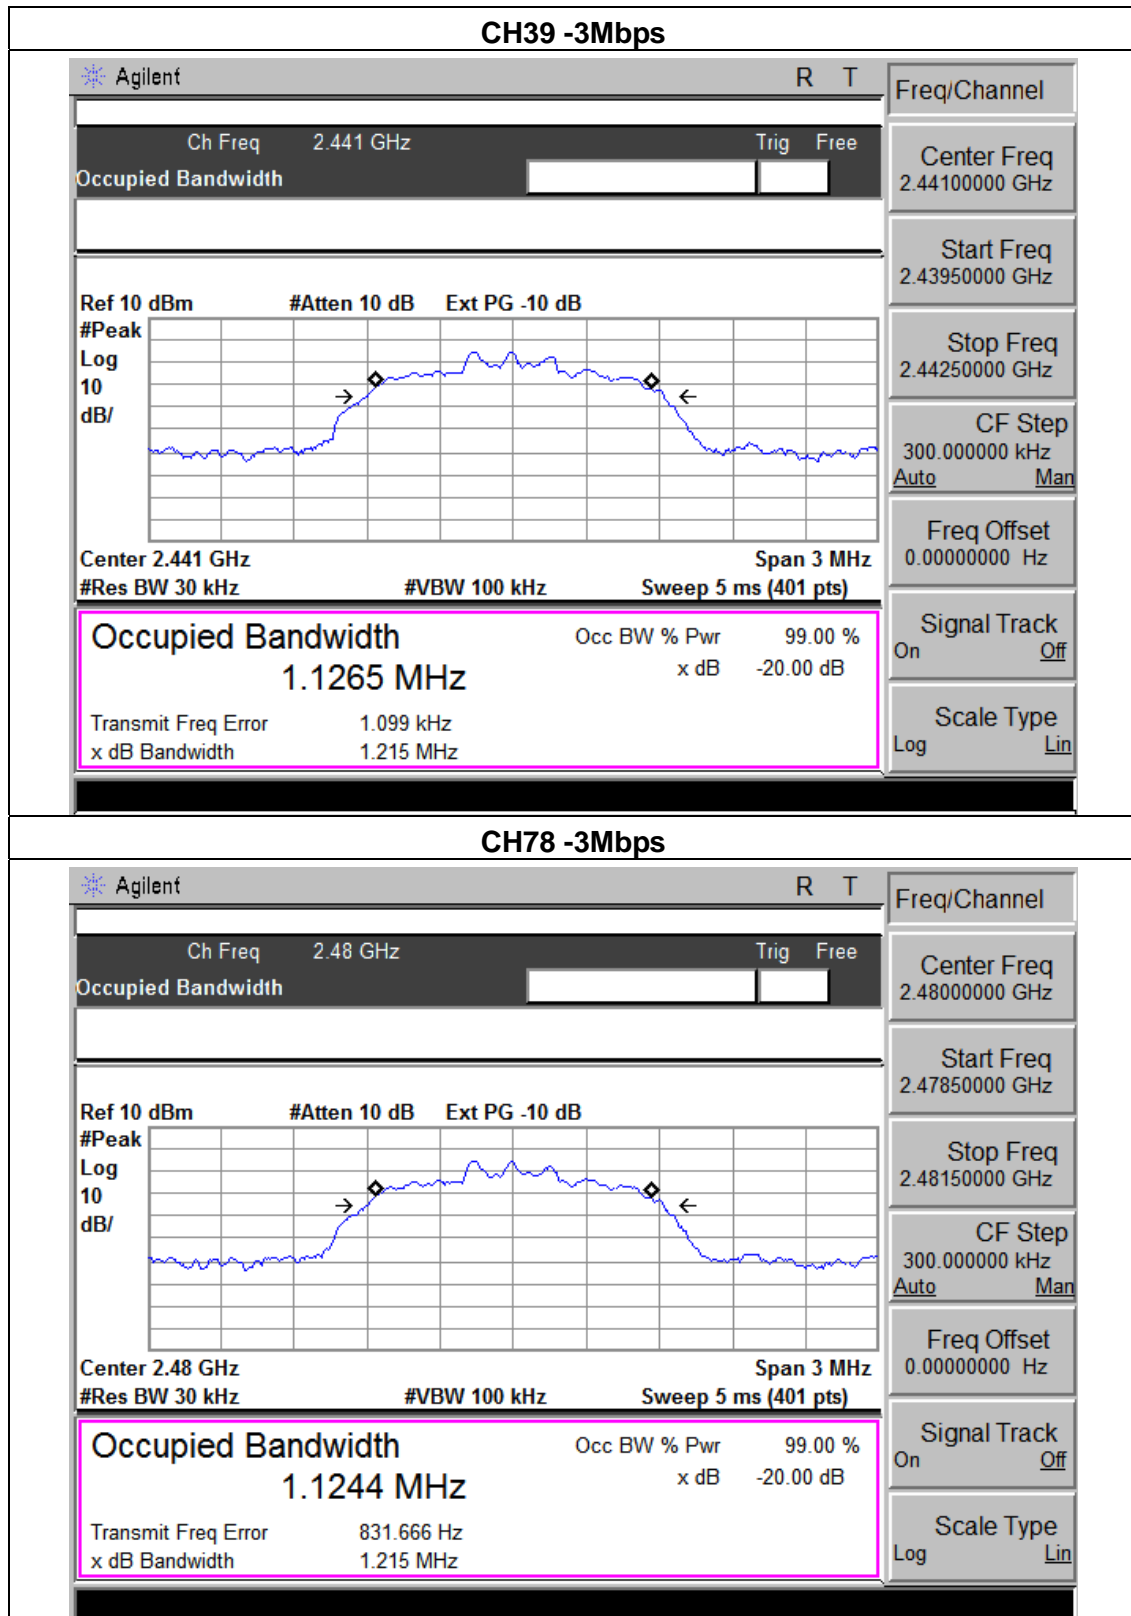 CH39 -3Mbps
Agilent R T
Freq/Channel
Ch Freq 2.441 GHz Trig Free
Occupied Bandwidth
Center Freq
2.44100000 GHz
Start Freq
2.43950000 GHz
Stop Freq
2.44250000 GHz
CF Step
300.000000 kHz
Auto Man
Freq Offset
0.00000000 Hz
Signal Track
On Off
Scale Type
Log Lin
Ref 10 dBm #Atten 10 dB Ext PG -10 dB
#Peak
Log
10
dB/
Center 2.441 GHz Span 3 MHz
#Res BW 30 kHz #VBW 100 kHz Sweep 5 ms (401 pts)
Occupied Bandwidth Occ BW % Pwr 99.00 %
1.1265 MHz x dB -20.00 dB
Transmit Freq Error 1.099 kHz
x dB Bandwidth 1.215 MHz
CH78 -3Mbps
Agilent R T
Freq/Channel
Ch Freq 2.48 GHz Trig Free
Occupied Bandwidth
Center Freq
2.48000000 GHz
Start Freq
2.47850000 GHz
Stop Freq
2.48150000 GHz
CF Step
300.000000 kHz
Auto Man
Freq Offset
0.00000000 Hz
Signal Track
On Off
Scale Type
Log Lin
Ref 10 dBm #Atten 10 dB Ext PG -10 dB
#Peak
Log
10
dB/
Center 2.48 GHz Span 3 MHz
#Res BW 30 kHz #VBW 100 kHz Sweep 5 ms (401 pts)
Occupied Bandwidth Occ BW % Pwr 99.00 %
1.1244 MHz x dB -20.00 dB
Transmit Freq Error 831.666 Hz
x dB Bandwidth 1.215 MHz